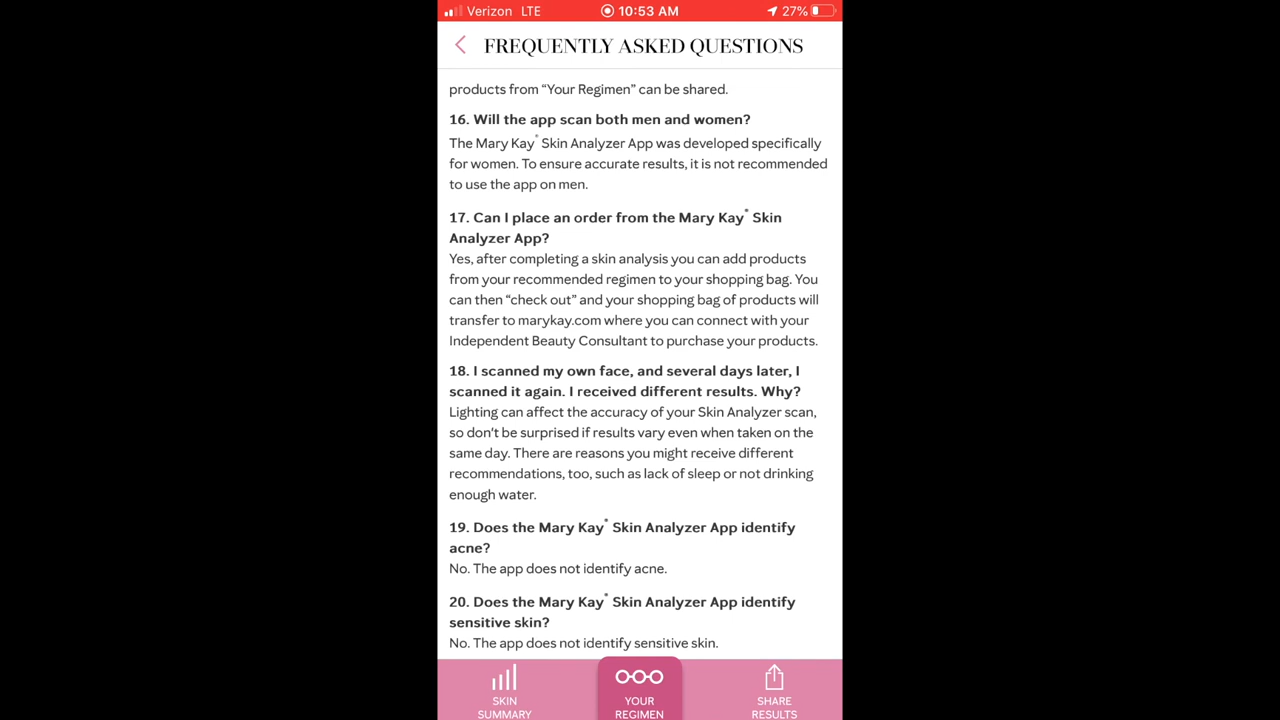 Verizon LTE 10:53 AM 27%
FREQUENTLY ASKED QUESTIONS
products from “Your Regimen” can be shared.
16. Will the app scan both men and women?
The Mary Kay® Skin Analyzer App was developed specifically
for women. To ensure accurate results, it is not recommended
to use the app on men.
17. Can I place an order from the Mary Kay® Skin
Analyzer App?
Yes, after completing a skin analysis you can add products
from your recommended regimen to your shopping bag. You
can then “check out” and your shopping bag of products will
transfer to marykay.com where you can connect with your
Independent Beauty Consultant to purchase your products.
18. I scanned my own face, and several days later, I
scanned it again. I received different results. Why?
Lighting can affect the accuracy of your Skin Analyzer scan,
so don't be surprised if results vary even when taken on the
same day. There are reasons you might receive different
recommendations, too, such as lack of sleep or not drinking
enough water.
19. Does the Mary Kay® Skin Analyzer App identify
acne?
No. The app does not identify acne.
20. Does the Mary Kay® Skin Analyzer App identify
sensitive skin?
No. The app does not identify sensitive skin.
SKIN
SUMMARY
YOUR
REGIMEN
SHARE
RESULTS